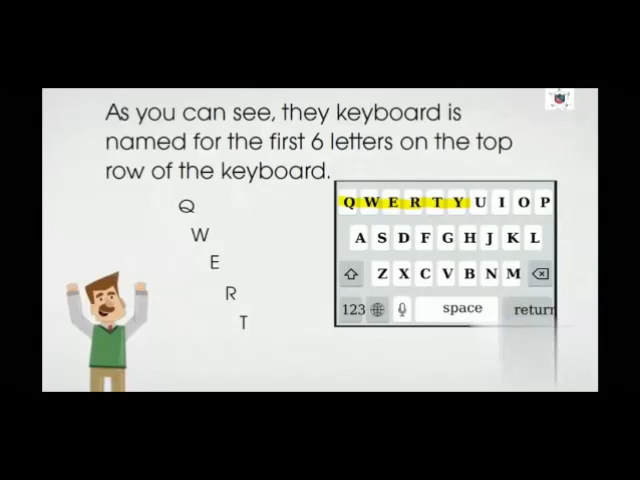 As you can see, they keyboard is
named for the first 6 letters on the top
row of the keyboard.
Q
W
E
R
T
Q W E R T Y U I O P
A S D F G H J K L
Z X C V B N M
123 space return